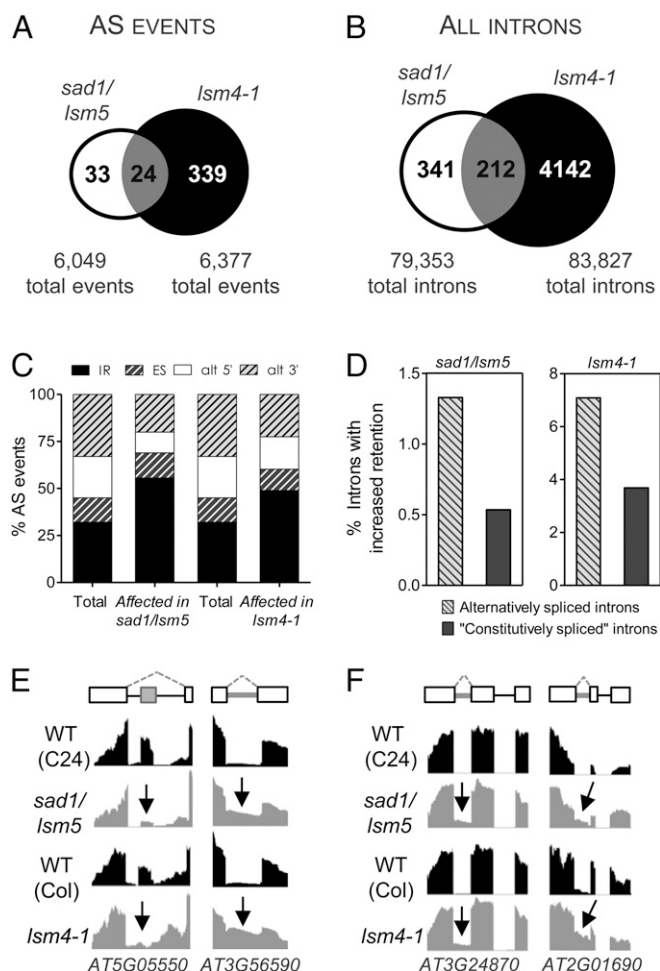 A
AS EVENTS
sad1/
lsm5
lsm4-1
33
24
339
6,049
total events
6,377
total events
B
ALL INTRONS
sad1/
lsm5
lsm4-1
341
212
4142
79,353
total introns
83,827
total introns
C
IR
ES
alt 5'
alt 3'
% AS events
100
75
50
25
0
Total
Affected in
sad1/lsm5
Total
Affected in
lsm4-1
D
sad1/lsm5
lsm4-1
% Introns with
increased retention
1.5
1.0
0.5
0.0
8
6
4
2
0
Alternatively spliced introns
"Constitutively spliced" introns
E
WT
(C24)
sad1/
lsm5
WT
(Col)
lsm4-1
AT5G05550
AT3G56590
F
WT
(C24)
sad1/
lsm5
WT
(Col)
lsm4-1
AT3G24870
AT2G01690